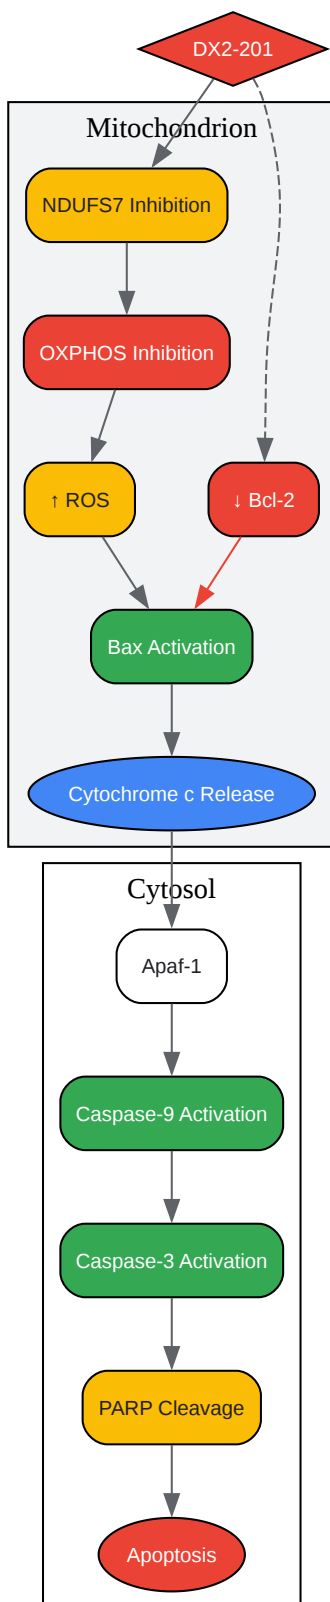 DX2-201
Mitochondrion
NDUFS7 Inhibition
OXPHOS Inhibition
↑ ROS
↓ Bcl-2
Bax Activation
Cytochrome c Release
Cytosol
Apaf-1
Caspase-9 Activation
Caspase-3 Activation
PARP Cleavage
Apoptosis